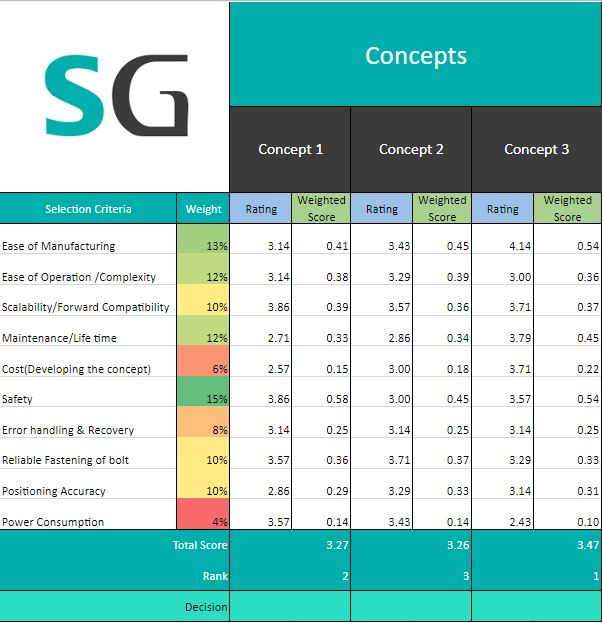 SG
Concepts
Concept 1 Concept 2 Concept 3
Selection Criteria Weight Rating Weighted Score Rating Weighted Score Rating Weighted Score
Ease of Manufacturing 13% 3.14 0.41 3.43 0.45 4.14 0.54
Ease of Operation /Complexity 12% 3.14 0.38 3.29 0.39 3.00 0.36
Scalability/Forward Compatibility 10% 3.86 0.39 3.57 0.36 3.71 0.37
Maintenance/Life time 12% 2.71 0.33 2.86 0.34 3.79 0.45
Cost(Developing the concept) 6% 2.57 0.15 3.00 0.18 3.71 0.22
Safety 15% 3.86 0.58 3.00 0.45 3.57 0.54
Error handling & Recovery 8% 3.14 0.25 3.14 0.25 3.14 0.25
Reliable Fastening of bolt 10% 3.57 0.36 3.71 0.37 3.29 0.33
Positioning Accuracy 10% 2.86 0.29 3.29 0.33 3.14 0.31
Power Consumption 4% 3.57 0.14 3.43 0.14 2.43 0.10
Total Score 3.27 3.26 3.47
Rank 2 3 1
Decision